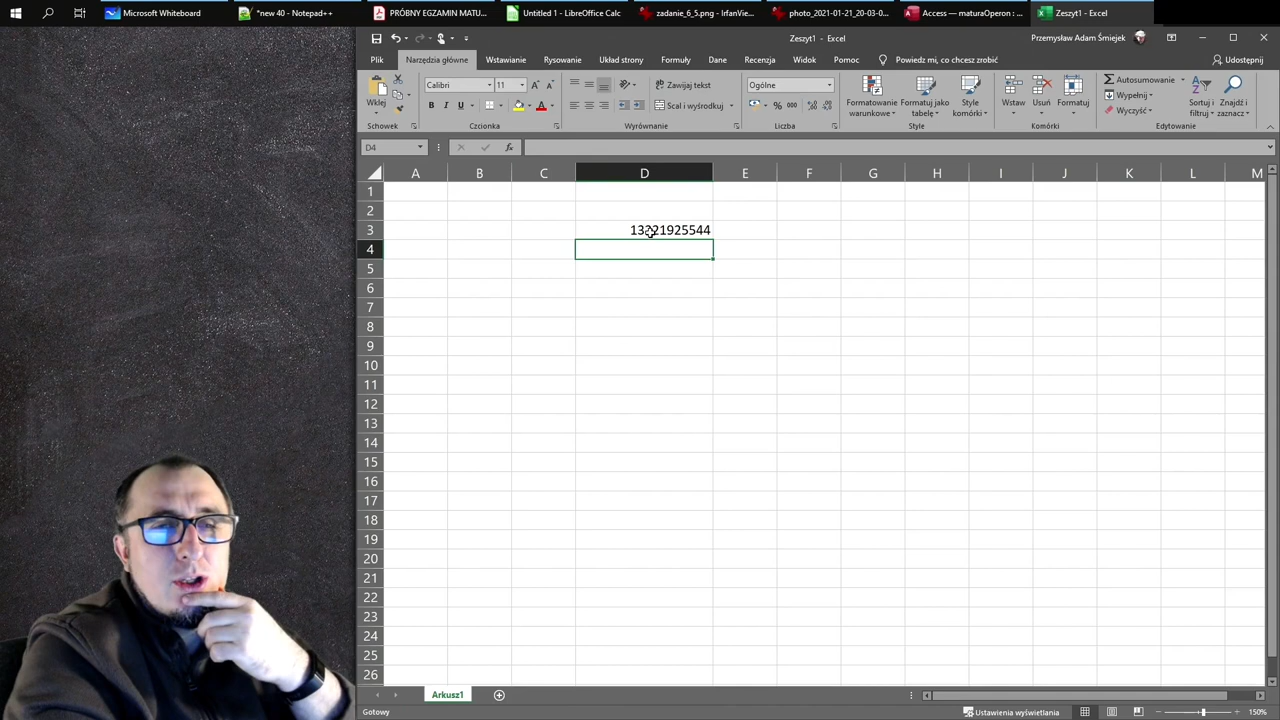 Microsoft Whiteboard
*new 40 - Notepad++
PRÓBNY EGZAMIN MATU...
Untitled 1 - LibreOffice Calc
zadanie_6_5.png - IrfanVie...
photo_2021-01-21_20-03-0...
Access — maturaOperon : ...
Zeszyt1 - Excel
Zeszyt1 - Excel
Przemysław Adam Śmiejek
Plik Narzędzia główne Wstawianie Rysowanie Układ strony Formuły Dane Recenzja Widok Pomoc Powiedz mi, co chcesz zrobić Udostępnij
Wklej
Calibri 11
B I U A
Zawijaj tekst
Scal i wyśrodkuj
Ogólne
% 000
Formatowanie warunkowe
Formatuj jako tabelę
Style komórki
Wstaw
Usuń
Formatuj
Autosumowanie
Wypełnij
Wyczyść
Sortuj i filtruj
Znajdź i zaznacz
Schowek Czcionka Wyrównanie Liczba Style Komórki Edytowanie
D4 fx
A B C D E F G H I J K L M
1
2
3
4
5
6
7
8
9
10
11
12
13
14
15
16
17
18
19
20
21
22
23
24
25
26
Arkusz1
Gotowy
Ustawienia wyświetlania
150%